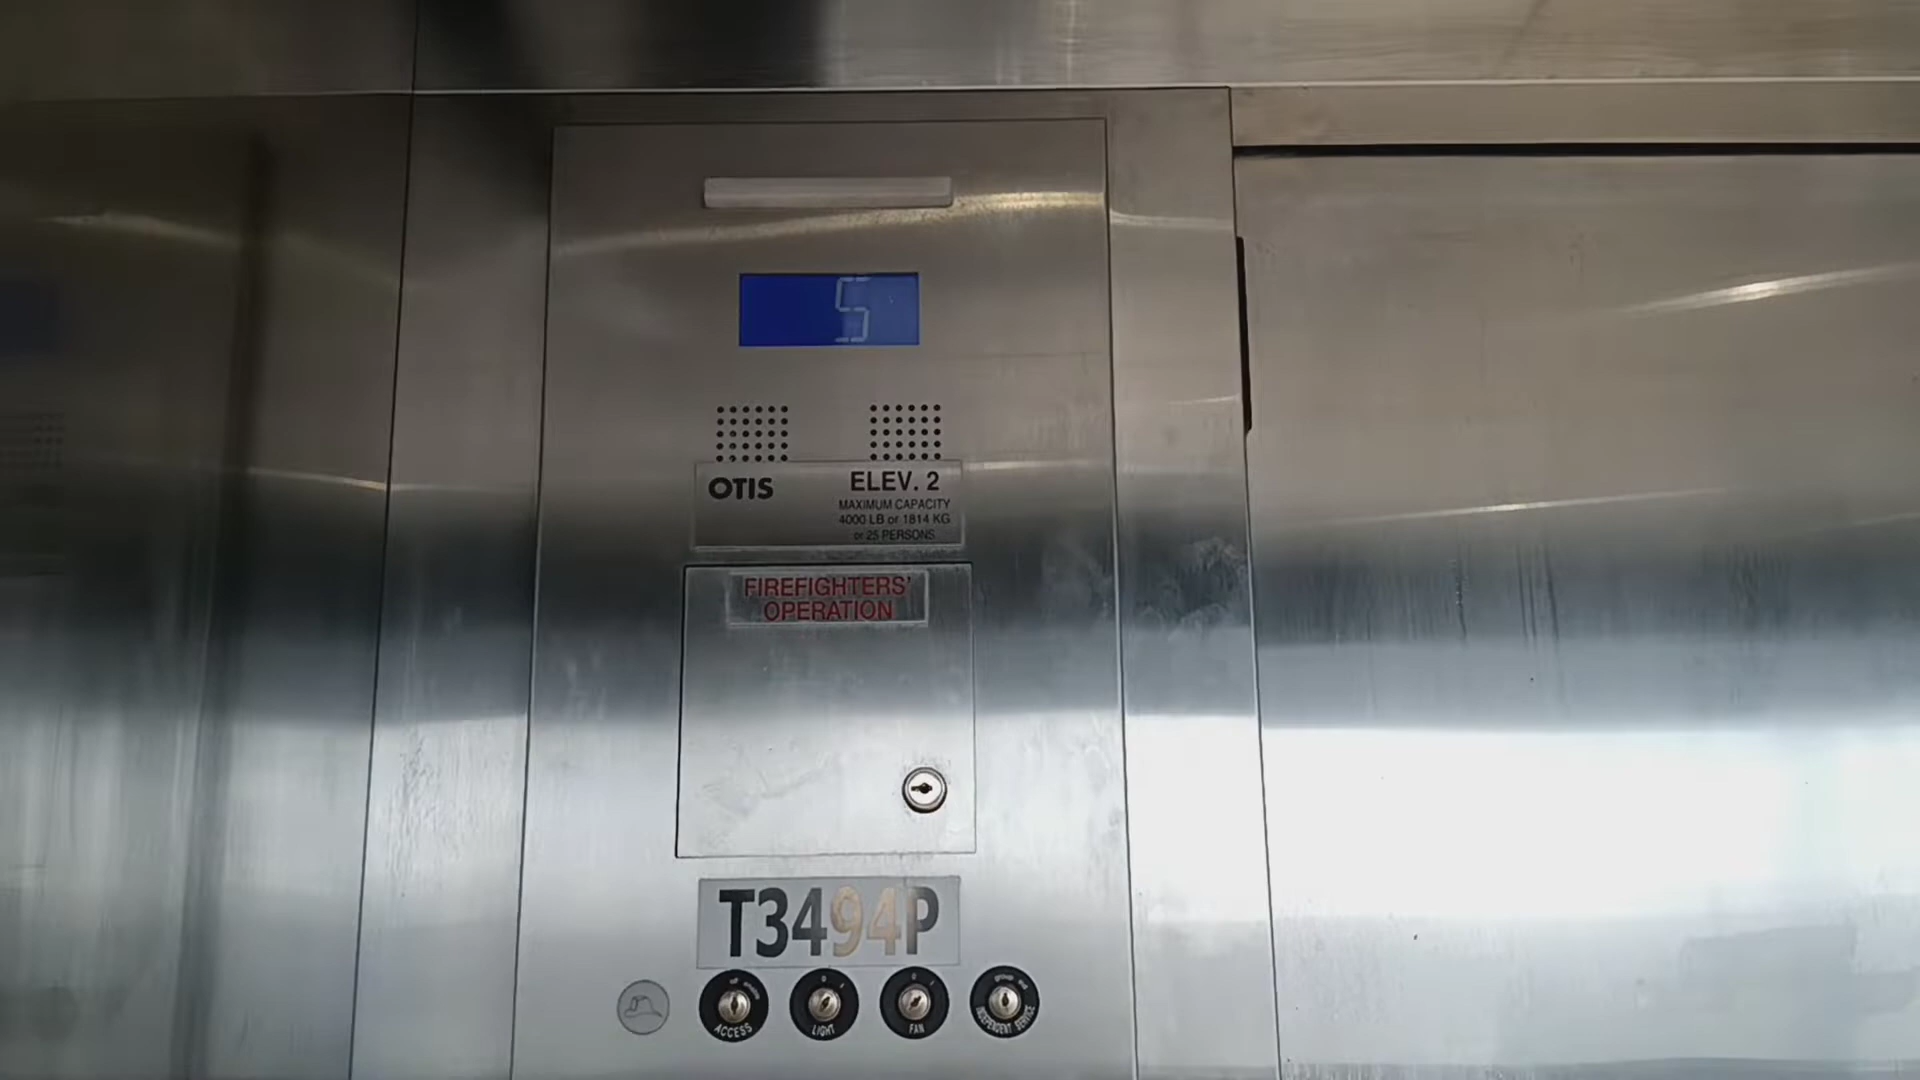 5
OTIS
ELEV. 2
MAXIMUM CAPACITY
4000 LB or 1814 KG
or 25 PERSONS
FIREFIGHTERS'
OPERATION
T3494P
ACCESS
LIGHT
FAN
INDEPENDENT SERVICE